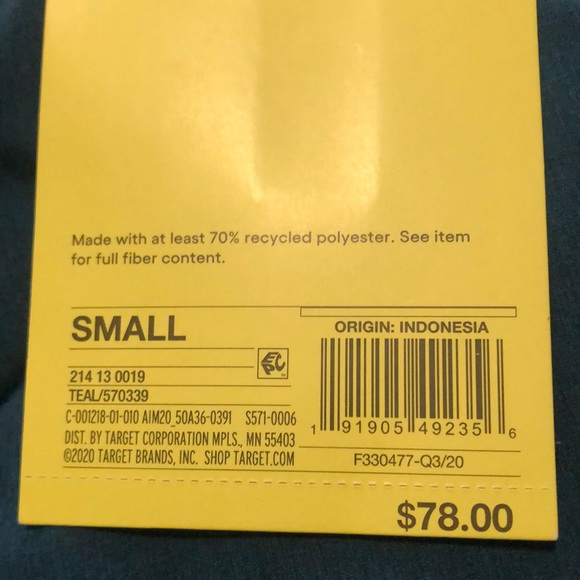 Made with at least 70% recycled polyester. See item
for full fiber content.
SMALL
EPC
214 13 0019
TEAL/570339
C-001218-01-010 AIM20_50A36-0391 S571-0006
DIST. BY TARGET CORPORATION MPLS., MN 55403
©2020 TARGET BRANDS, INC. SHOP TARGET.COM
ORIGIN: INDONESIA
1 91905 49235 6
F330477-Q3/20
$78.00